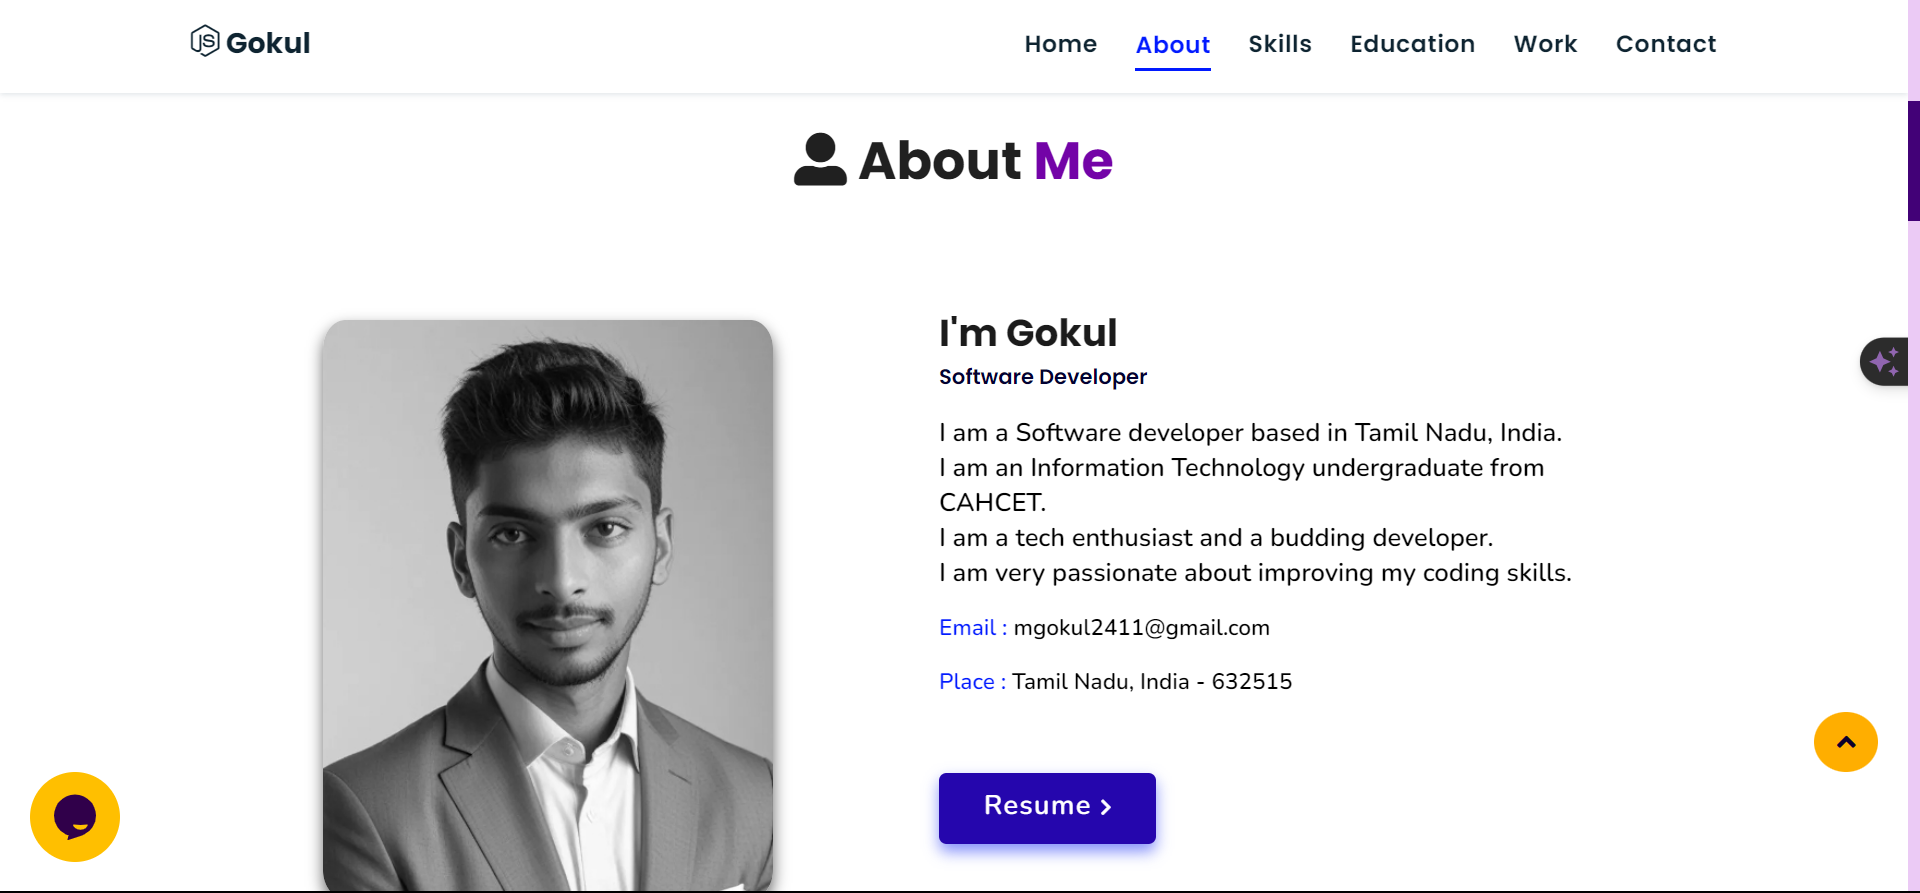 JS Gokul
Home About Skills Education Work Contact
About Me
I'm Gokul
Software Developer
I am a Software developer based in Tamil Nadu, India.
I am an Information Technology undergraduate from
CAHCET.
I am a tech enthusiast and a budding developer.
I am very passionate about improving my coding skills.
Email : mgokul2411@gmail.com
Place : Tamil Nadu, India - 632515
Resume